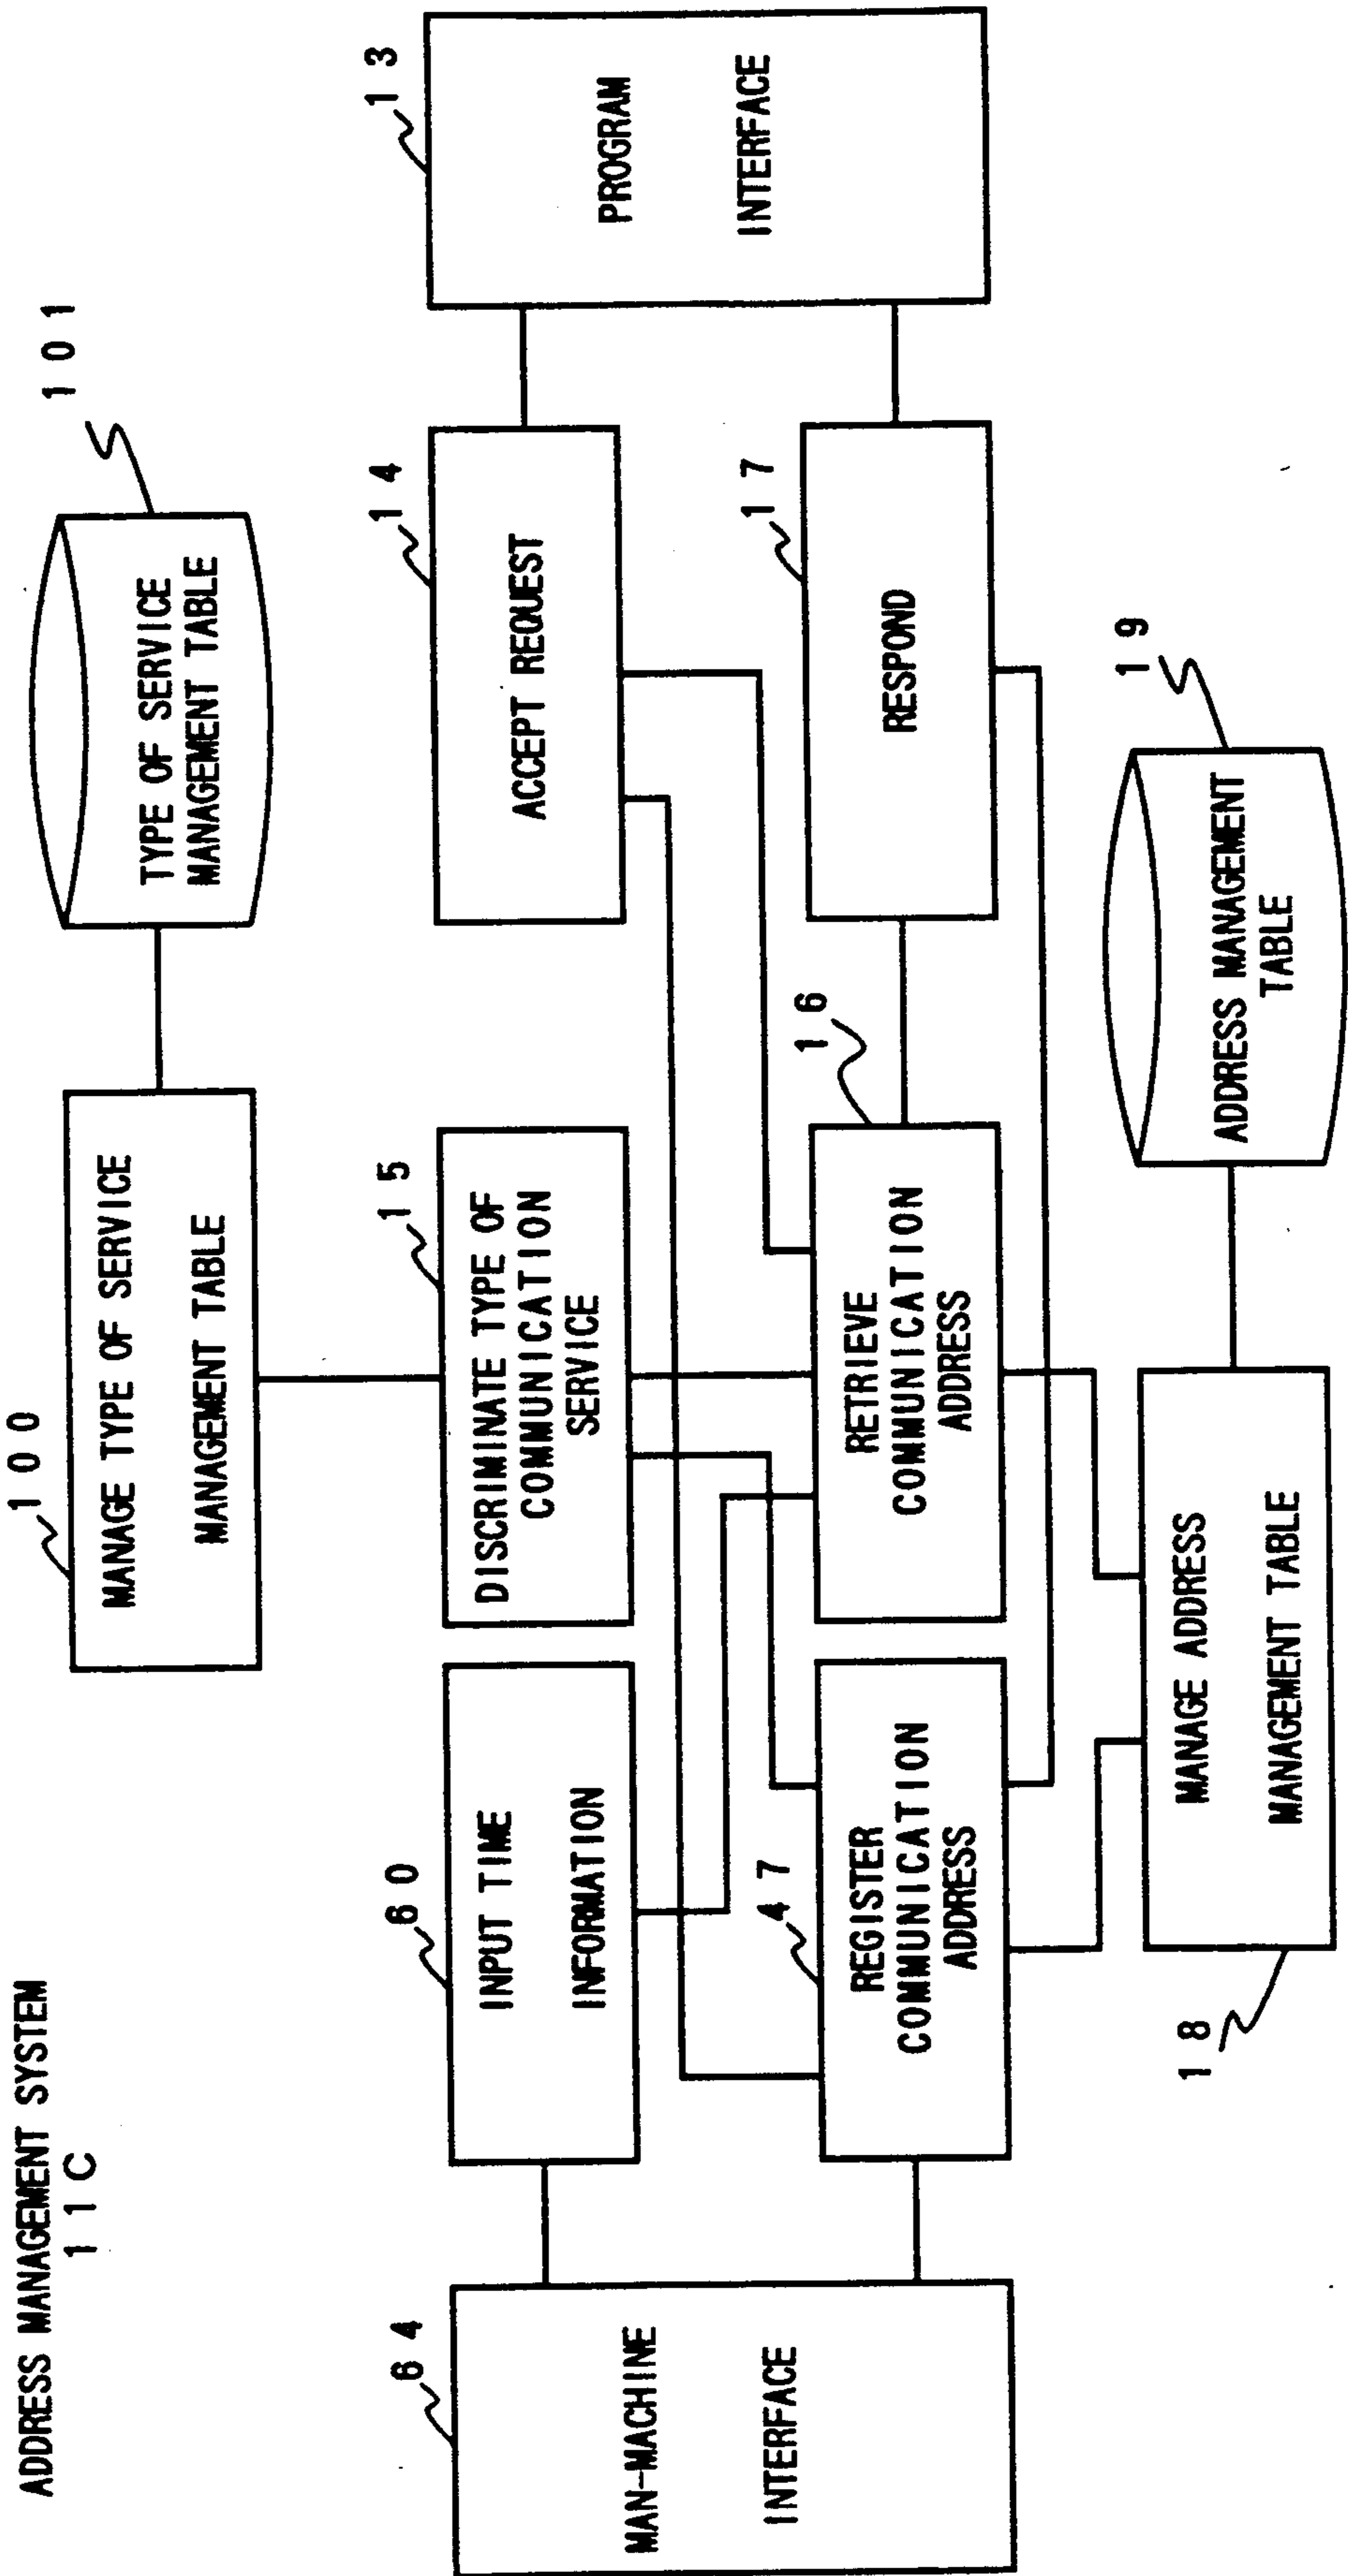 ADDRESS MANAGEMENT SYSTEM
11C
100
MANAGE TYPE OF SERVICE
MANAGEMENT TABLE
101
TYPE OF SERVICE
MANAGEMENT TABLE
64
MAN-MACHINE
INTERFACE
60
INPUT TIME
INFORMATION
15
DISCRIMINATE TYPE OF
COMMUNICATION
SERVICE
14
ACCEPT REQUEST
13
PROGRAM
INTERFACE
47
REGISTER
COMMUNICATION
ADDRESS
16
RETRIEVE
COMMUNICATION
ADDRESS
17
RESPOND
18
MANAGE ADDRESS
MANAGEMENT TABLE
19
ADDRESS MANAGEMENT
TABLE